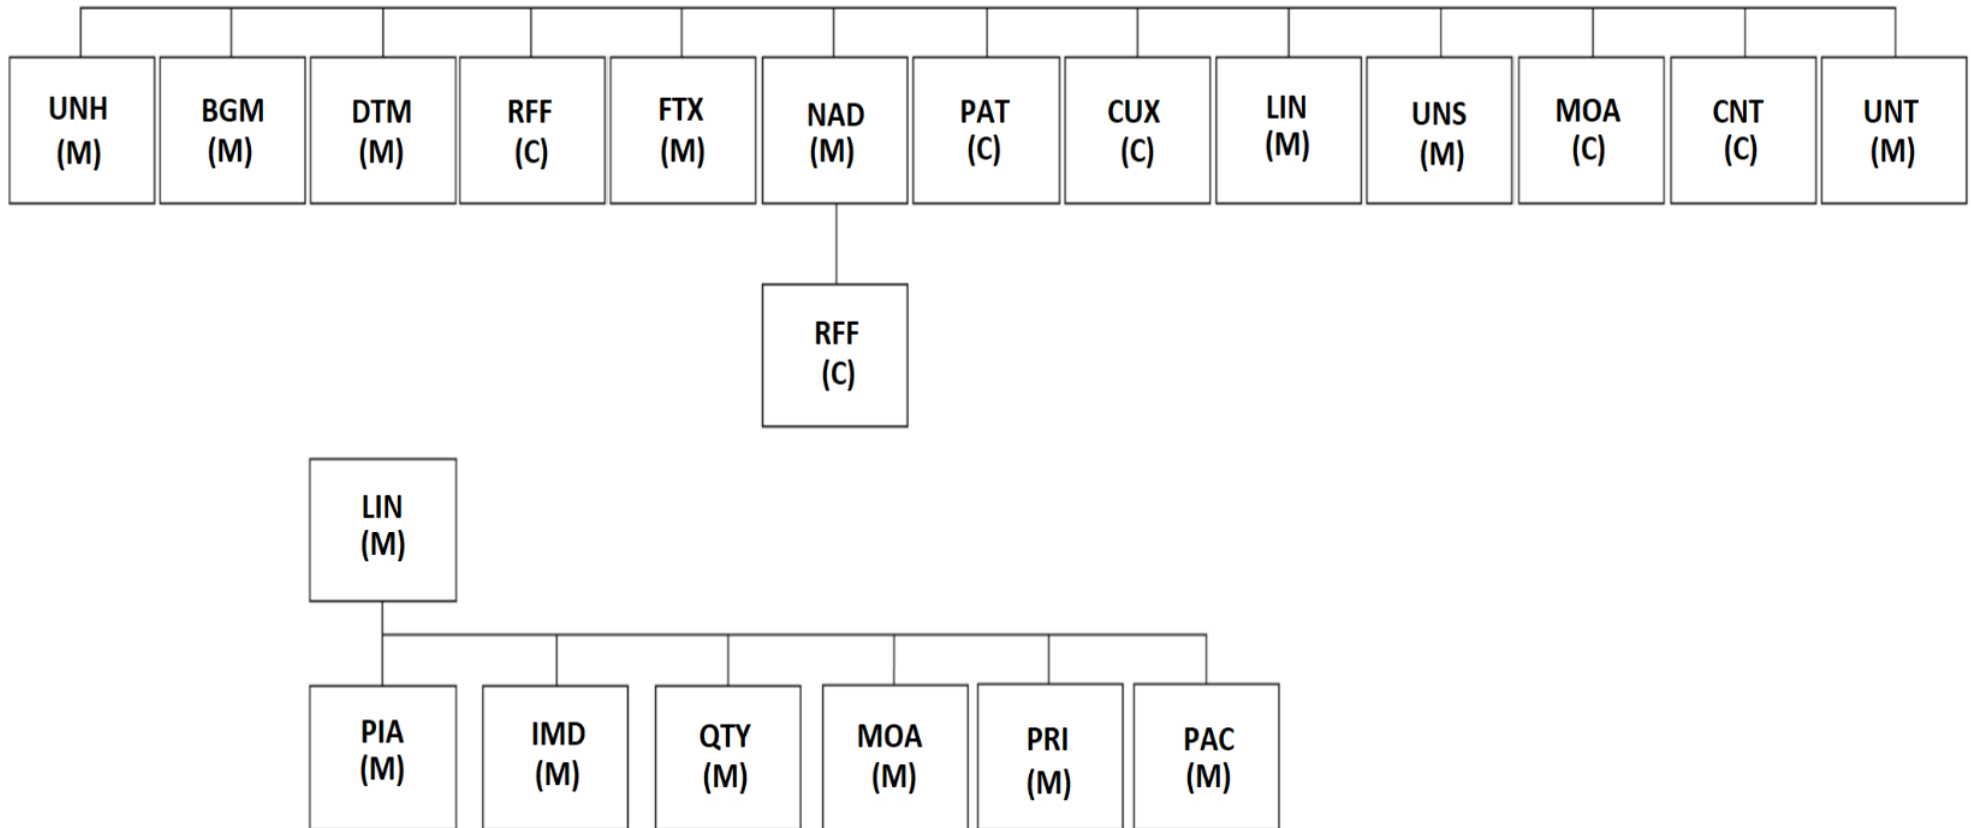 UNH
(M)
BGM
(M)
DTM
(M)
RFF
(C)
FTX
(M)
NAD
(M)
PAT
(C)
CUX
(C)
LIN
(M)
UNS
(M)
MOA
(C)
CNT
(C)
UNT
(M)
RFF
(C)
LIN
(M)
PIA
(M)
IMD
(M)
QTY
(M)
MOA
(M)
PRI
(M)
PAC
(M)